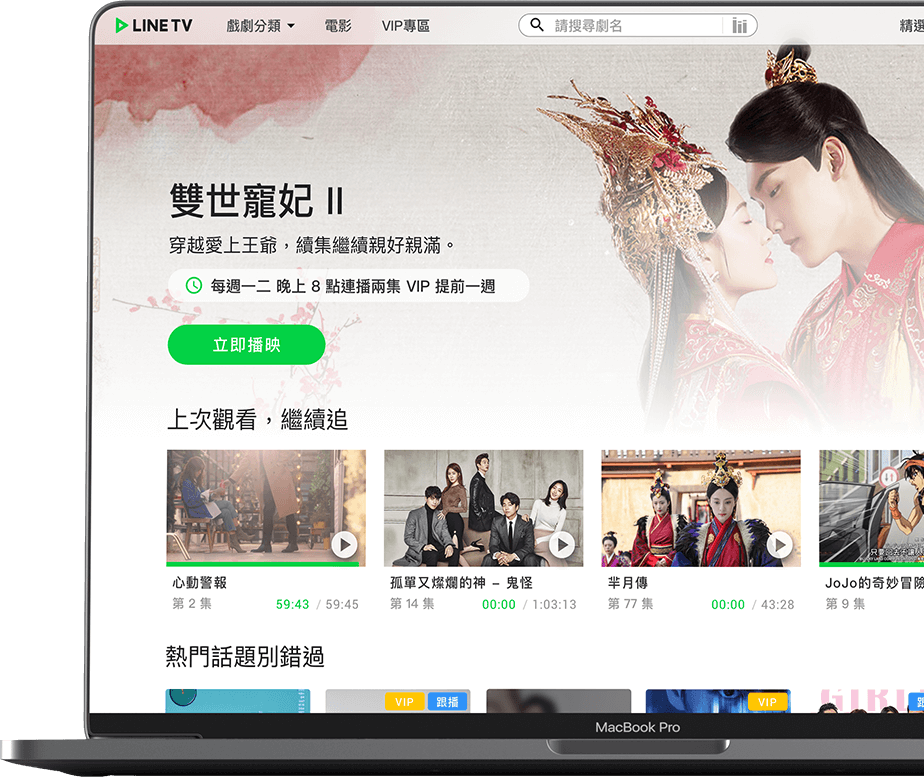 LINE TV 戲劇分類 電影 VIP專區 請搜尋劇名 精選
雙世寵妃 II
穿越愛上王爺，續集繼續親好親滿。
每週一二 晚上 8 點連播兩集 VIP 提前一週
立即播映
上次觀看，繼續追
心動警報
第 2 集 59:43 / 59:45
孤單又燦爛的神 – 鬼怪
第 14 集 00:00 / 1:03:13
羋月傳
第 77 集 00:00 / 43:28
JoJo的奇妙冒險
第 9 集
熱門話題別錯過
VIP 跟播
VIP
跟
MacBook Pro